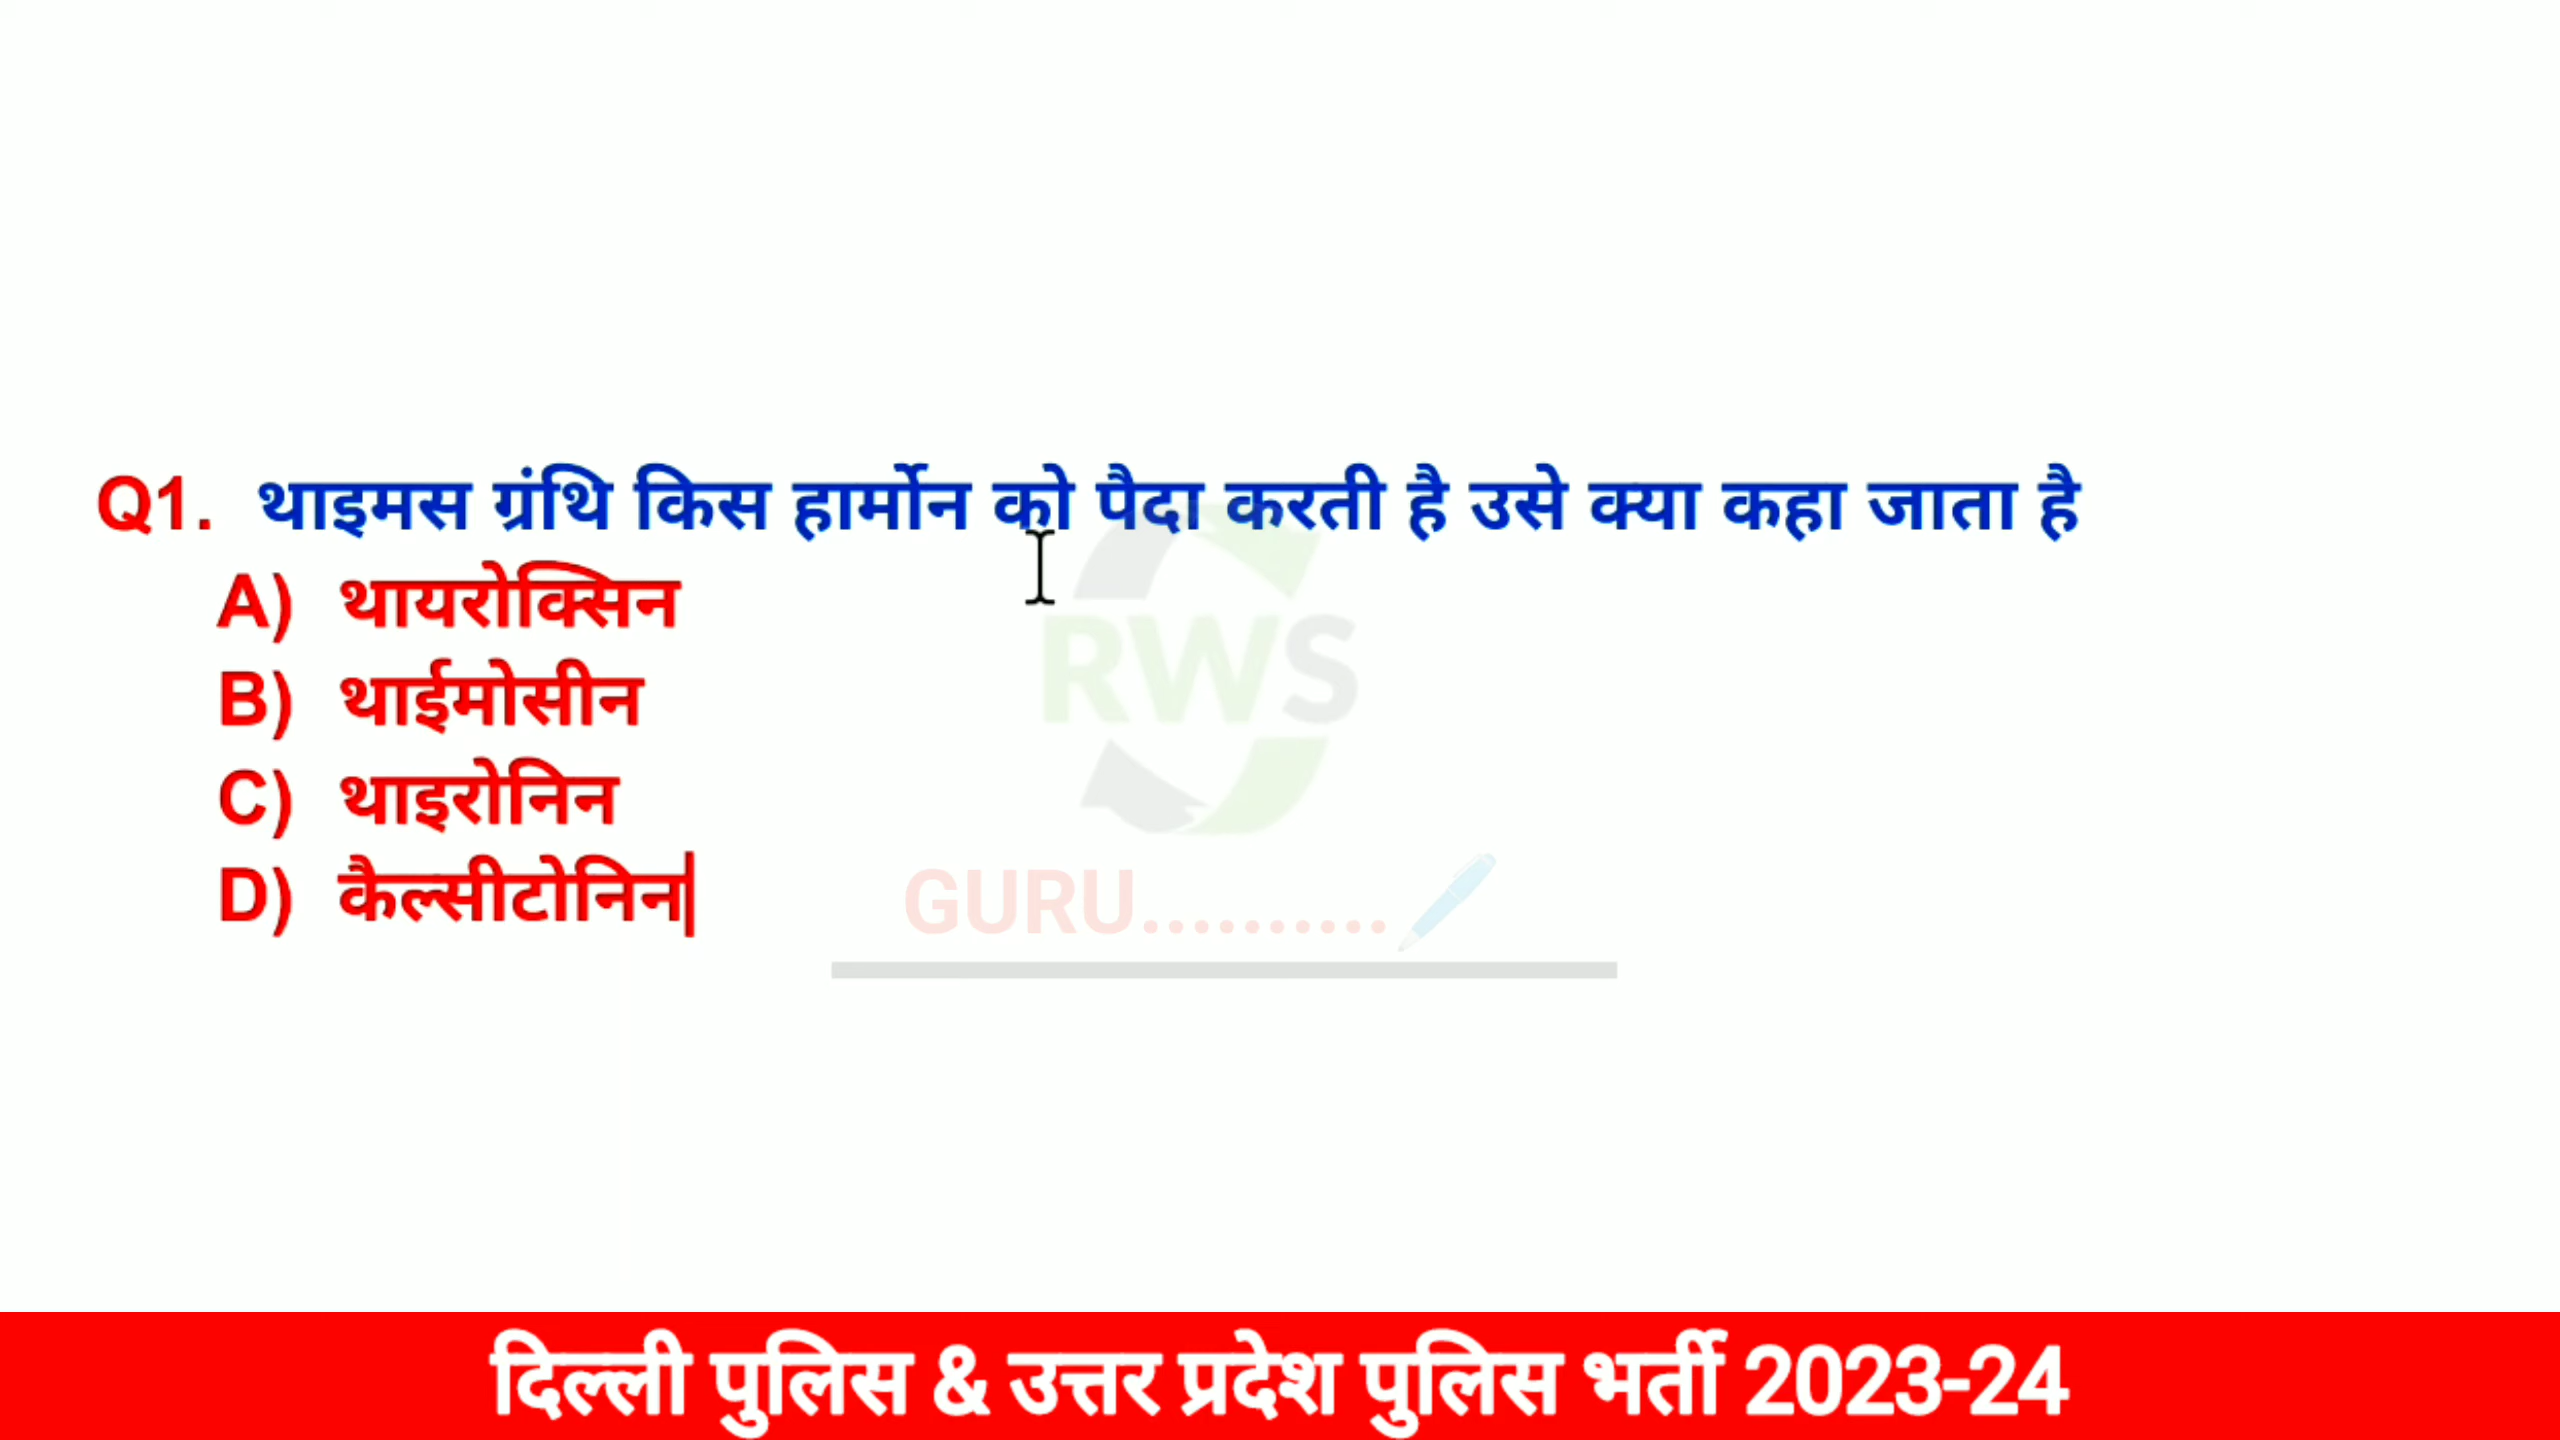 Q1. थाइमस ग्रंथि किस हार्मोन को पैदा करती है उसे क्या कहा जाता है
A) थायरोक्सिन
B) थाईमोसीन
C) थाइरोनिन
D) कैल्सीटोनिन
RWS
GURU..........
दिल्ली पुलिस & उत्तर प्रदेश पुलिस भर्ती 2023-24